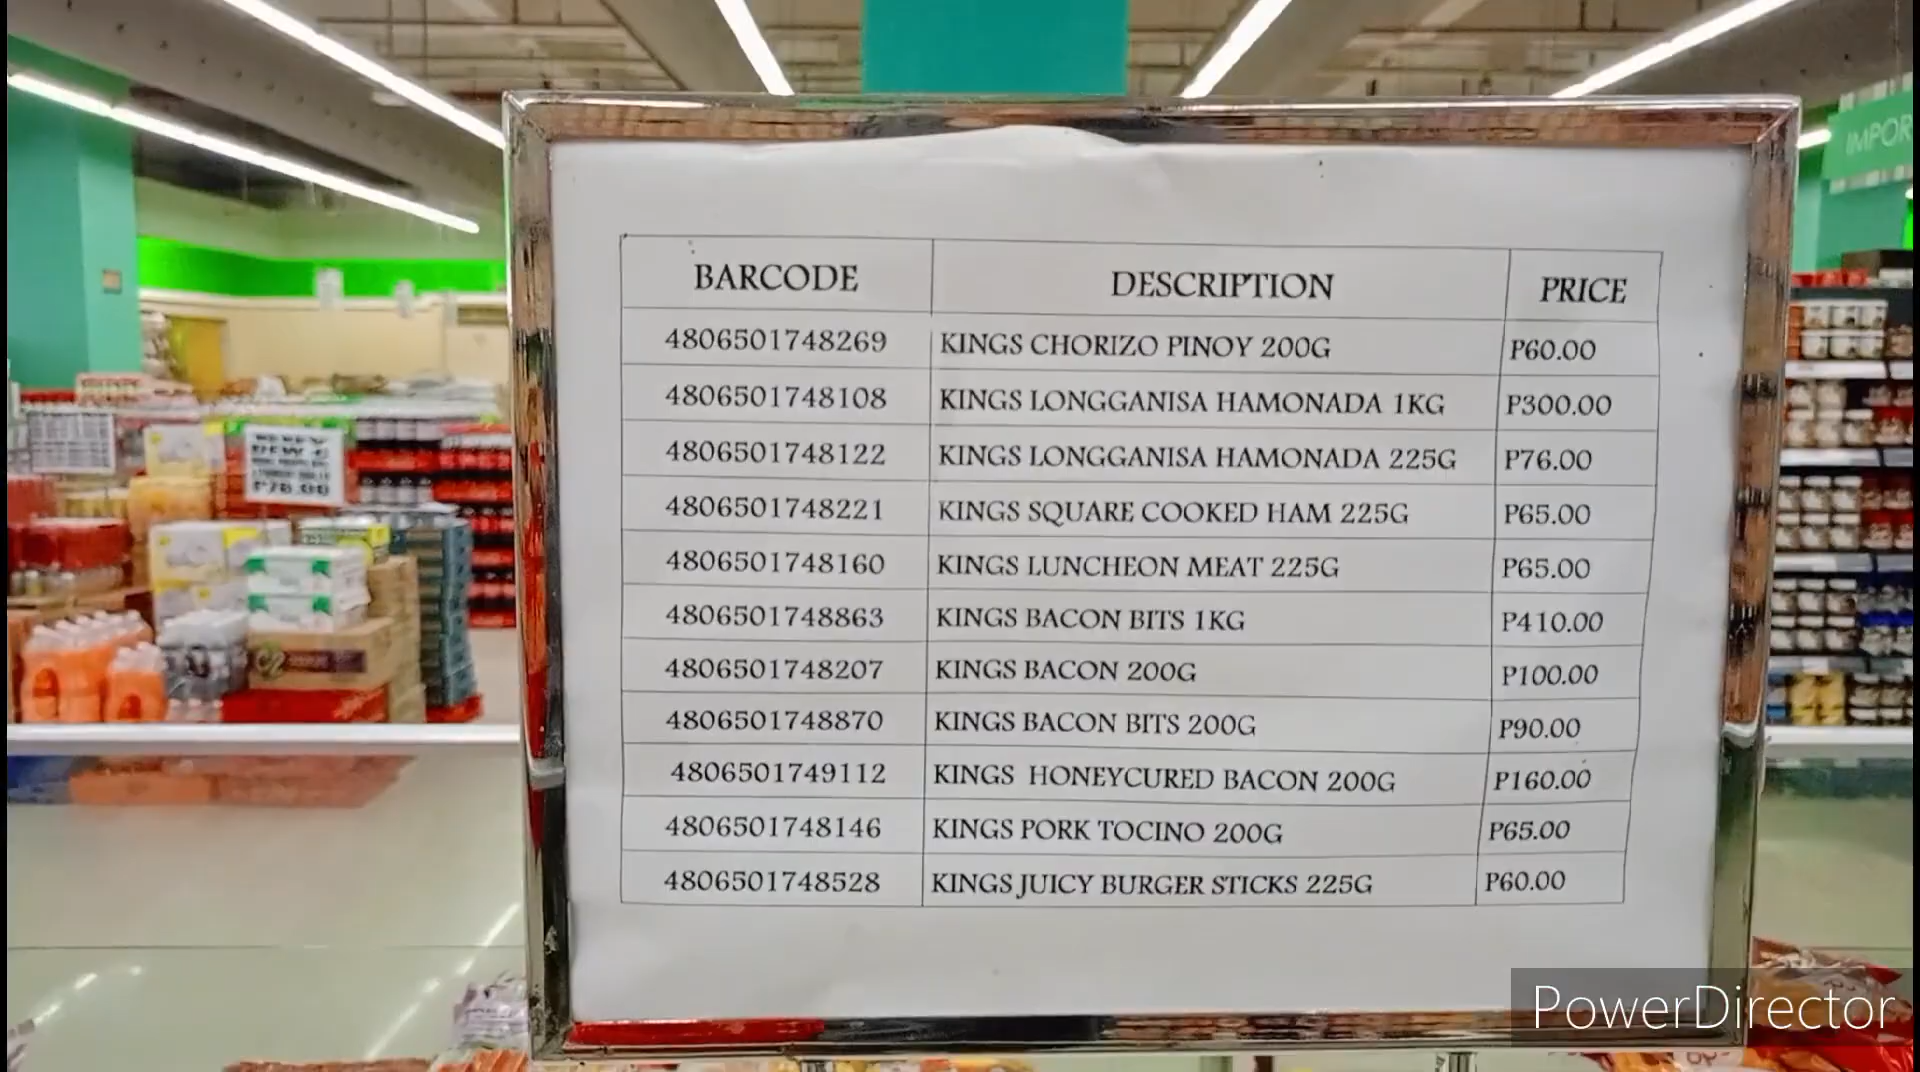 IMPOR
BARCODE DESCRIPTION PRICE
4806501748269 KINGS CHORIZO PINOY 200G P60.00
4806501748108 KINGS LONGGANISA HAMONADA 1KG P300.00
4806501748122 KINGS LONGGANISA HAMONADA 225G P76.00
4806501748221 KINGS SQUARE COOKED HAM 225G P65.00
4806501748160 KINGS LUNCHEON MEAT 225G P65.00
4806501748863 KINGS BACON BITS 1KG P410.00
4806501748207 KINGS BACON 200G P100.00
4806501748870 KINGS BACON BITS 200G P90.00
4806501749112 KINGS  HONEYCURED BACON 200G P160.00
4806501748146 KINGS PORK TOCINO 200G P65.00
4806501748528 KINGS JUICY BURGER STICKS 225G P60.00
C2
PowerDirector